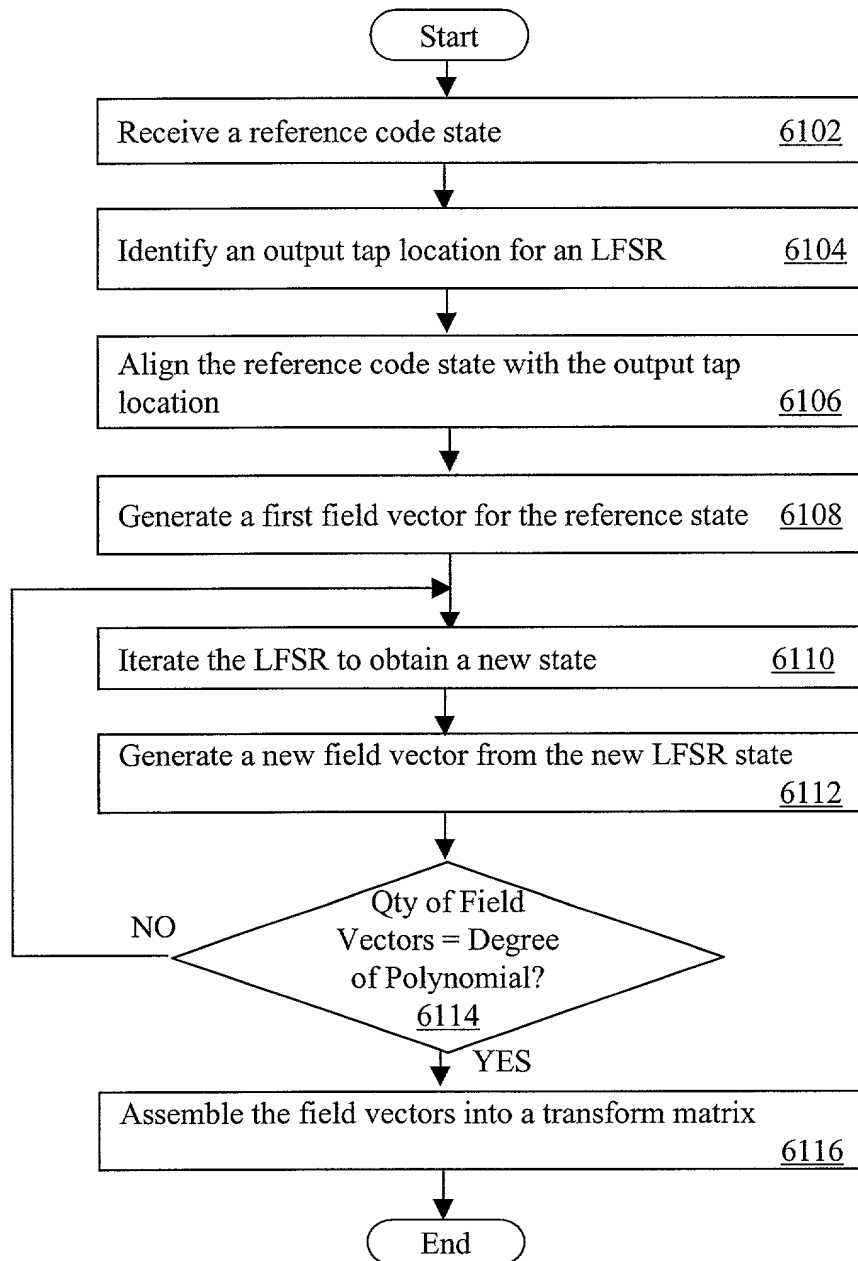 Start
Receive a reference code state 6102
Identify an output tap location for an LFSR 6104
Align the reference code state with the output tap
location 6106
Generate a first field vector for the reference state 6108
Iterate the LFSR to obtain a new state 6110
Generate a new field vector from the new LFSR state
6112
NO
Qty of Field
Vectors = Degree
of Polynomial?
6114
YES
Assemble the field vectors into a transform matrix
6116
End